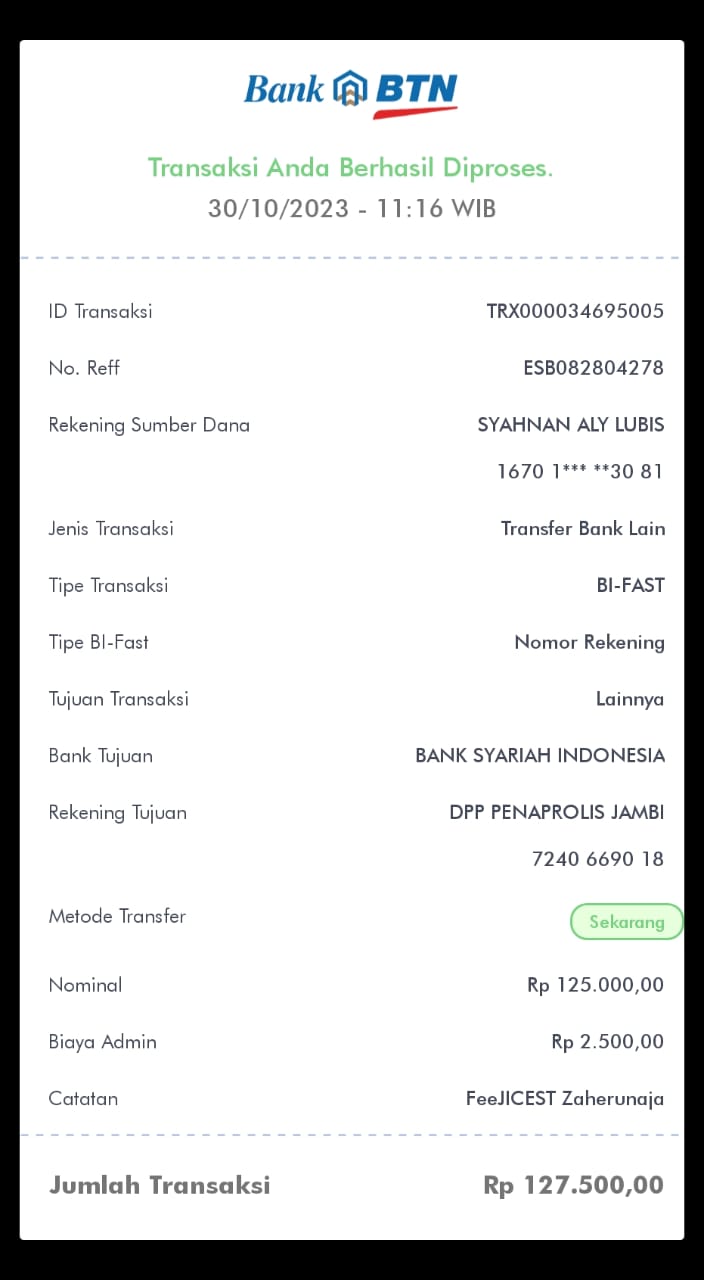 Bank BTN
Transaksi Anda Berhasil Diproses.
30/10/2023 - 11:16 WIB
ID Transaksi TRX000034695005
No. Reff ESB082804278
Rekening Sumber Dana SYAHNAN ALY LUBIS
1670 1*** **30 81
Jenis Transaksi Transfer Bank Lain
Tipe Transaksi BI-FAST
Tipe BI-Fast Nomor Rekening
Tujuan Transaksi Lainnya
Bank Tujuan BANK SYARIAH INDONESIA
Rekening Tujuan DPP PENAPROLIS JAMBI
7240 6690 18
Metode Transfer Sekarang
Nominal Rp 125.000,00
Biaya Admin Rp 2.500,00
Catatan FeeJICEST Zaherunaja
Jumlah Transaksi Rp 127.500,00